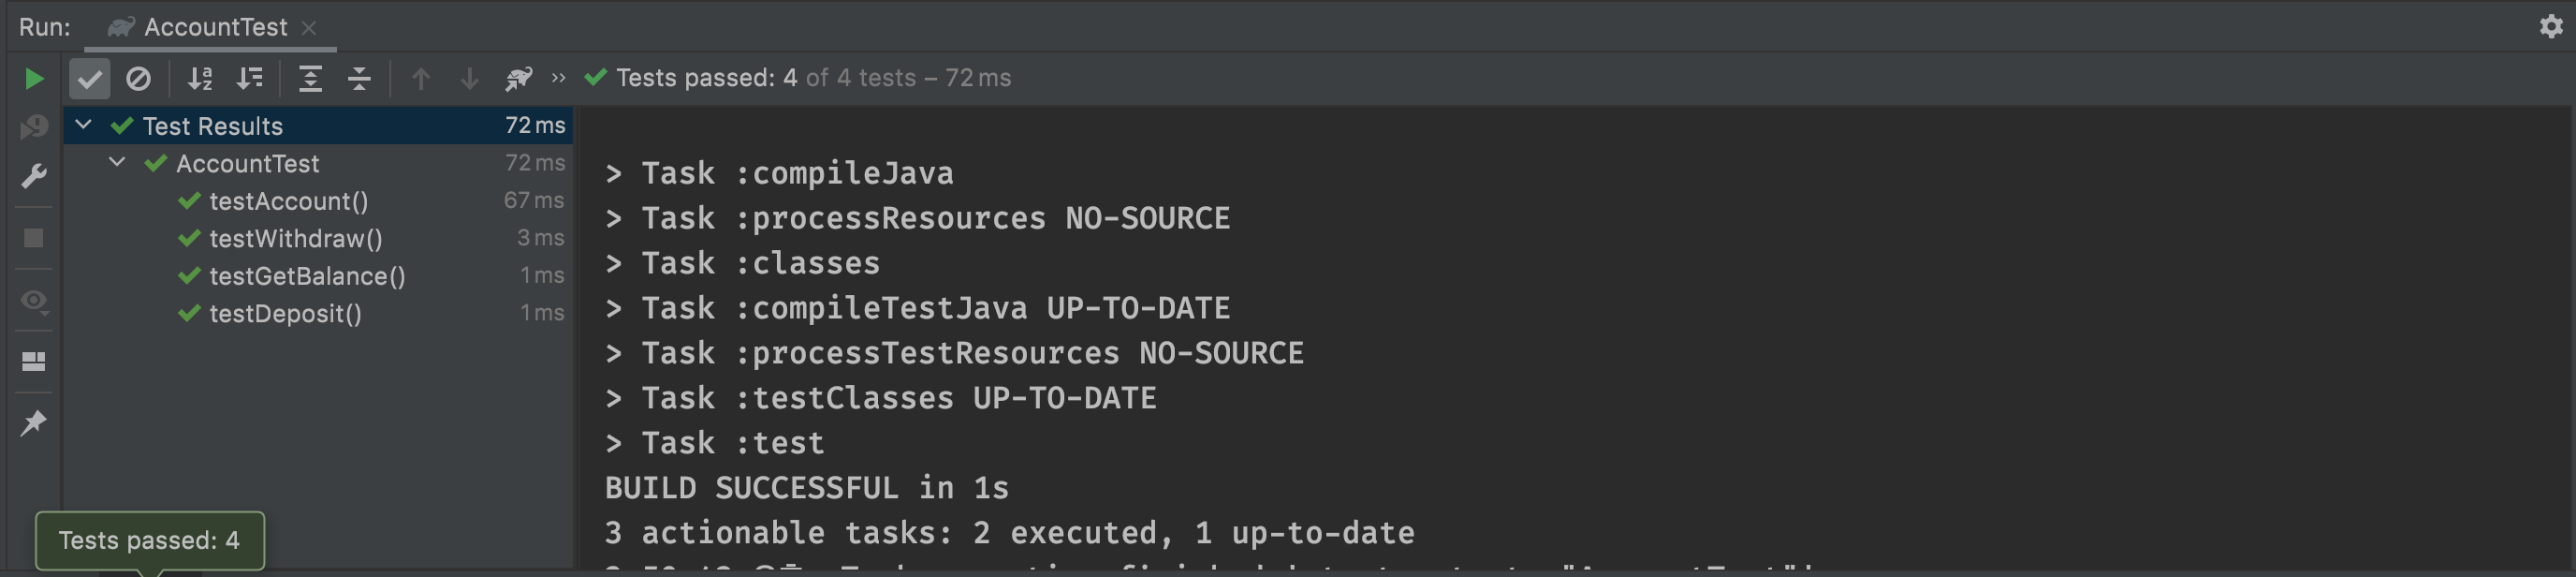 Run: AccountTest
Tests passed: 4 of 4 tests – 72 ms
Test Results 72 ms
AccountTest 72 ms
testAccount() 67 ms
testWithdraw() 3 ms
testGetBalance() 1 ms
testDeposit() 1 ms
> Task :compileJava
> Task :processResources NO-SOURCE
> Task :classes
> Task :compileTestJava UP-TO-DATE
> Task :processTestResources NO-SOURCE
> Task :testClasses UP-TO-DATE
> Task :test
BUILD SUCCESSFUL in 1s
3 actionable tasks: 2 executed, 1 up-to-date
Tests passed: 4